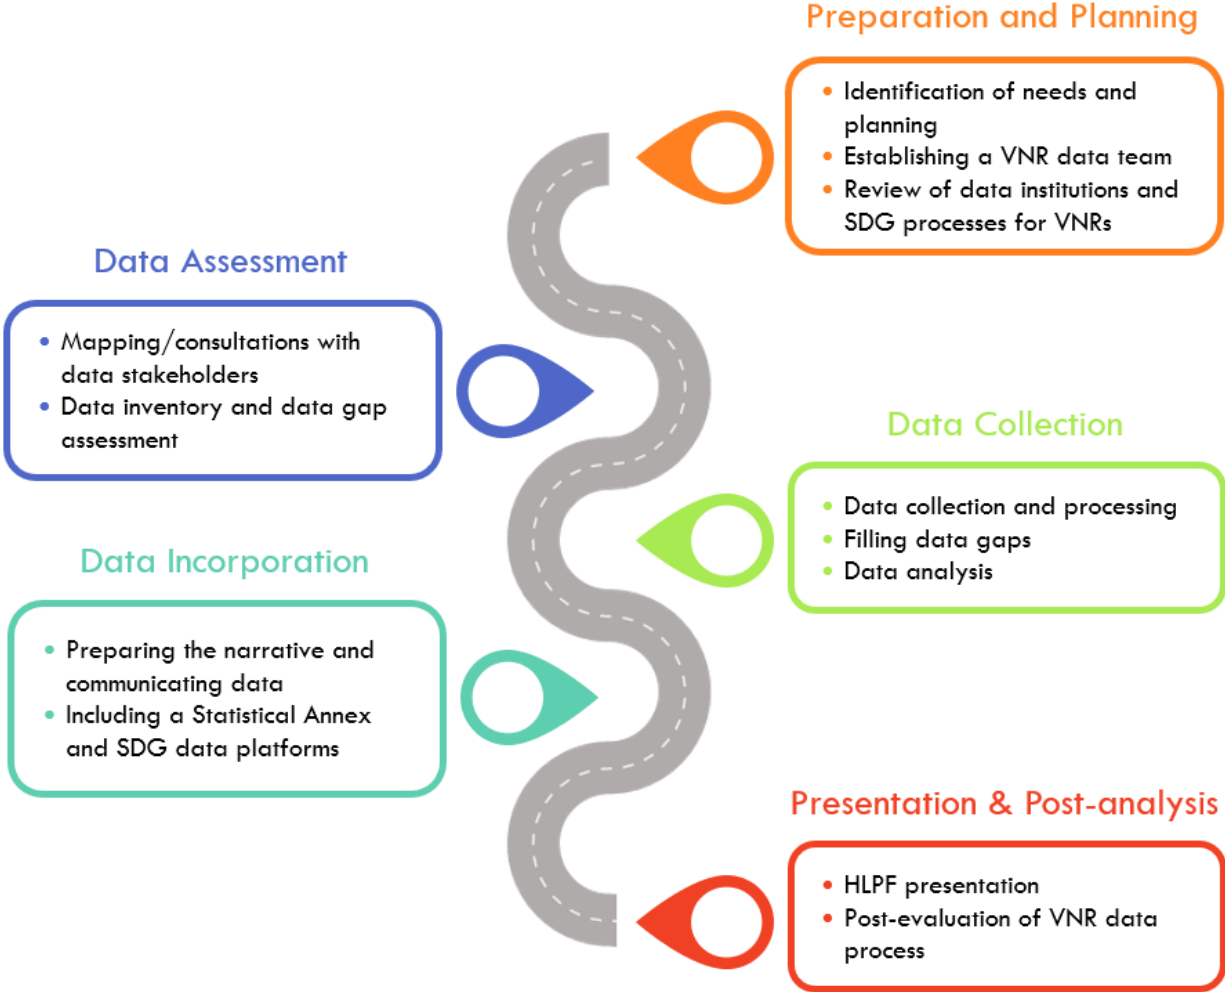 Preparation and Planning
• Identification of needs and
planning
• Establishing a VNR data team
• Review of data institutions and
SDG processes for VNRs
Data Assessment
• Mapping/consultations with
data stakeholders
• Data inventory and data gap
assessment
Data Collection
• Data collection and processing
• Filling data gaps
• Data analysis
Data Incorporation
• Preparing the narrative and
communicating data
• Including a Statistical Annex
and SDG data platforms
Presentation & Post-analysis
• HLPF presentation
• Post-evaluation of VNR data
process